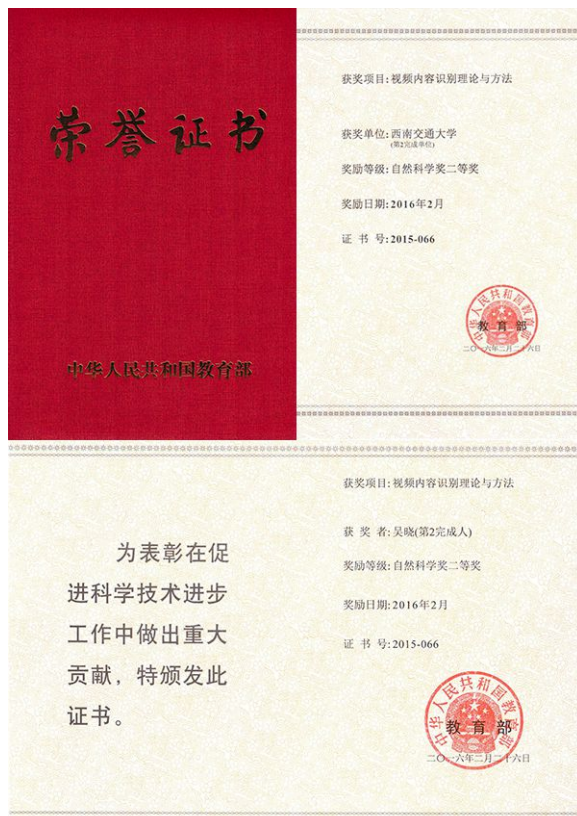 荣誉证书
中华人民共和国教育部
获奖项目:视频内容识别理论与方法
获奖单位:西南交通大学
(第2完成单位)
奖励等级:自然科学奖二等奖
奖励日期:2016年2月
证 书 号:2015-066
中华人民共和国教育部
教 育 部
二〇一六年二月二十六日
为表彰在促
进科学技术进步
工作中做出重大
贡献，特颁发此
证书。
获奖项目:视频内容识别理论与方法
获 奖 者:吴晓(第2完成人)
奖励等级:自然科学奖二等奖
奖励日期:2016年2月
证 书 号:2015-066
中华人民共和国教育部
教 育 部
二〇一六年二月二十六日